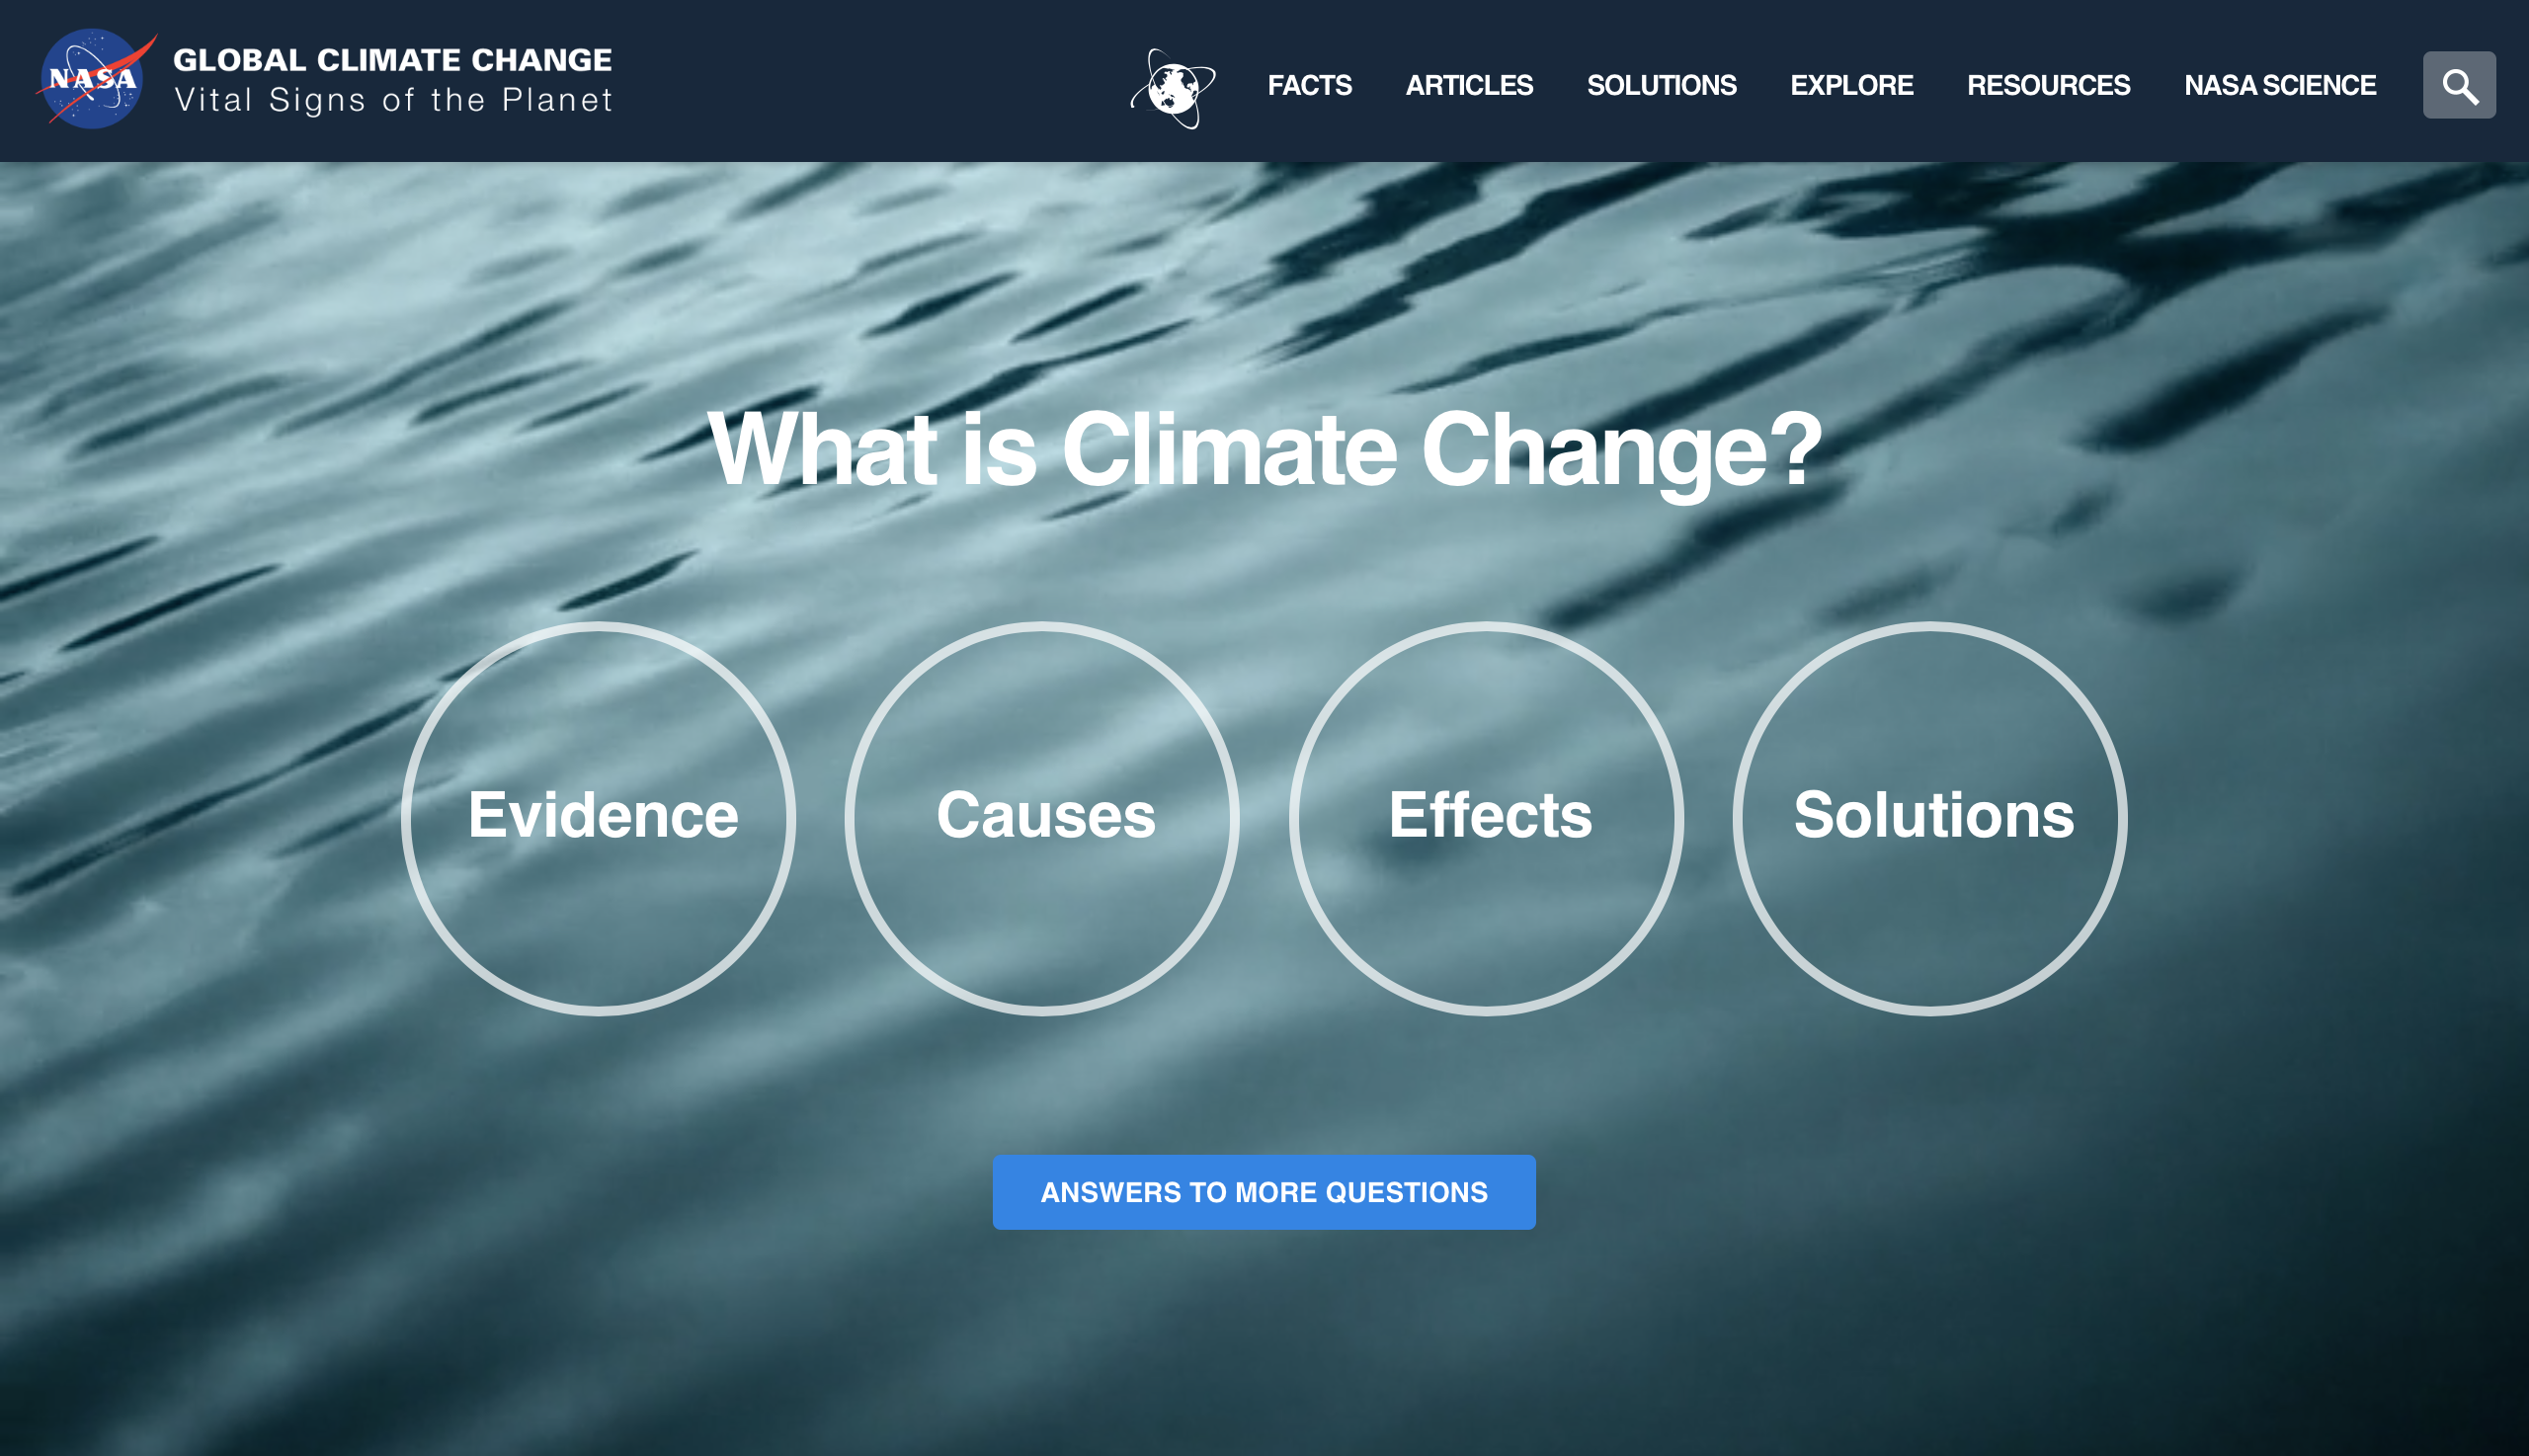 NASA
GLOBAL CLIMATE CHANGE
Vital Signs of the Planet
FACTS ARTICLES SOLUTIONS EXPLORE RESOURCES NASA SCIENCE
What is Climate Change?
Evidence Causes Effects Solutions
ANSWERS TO MORE QUESTIONS